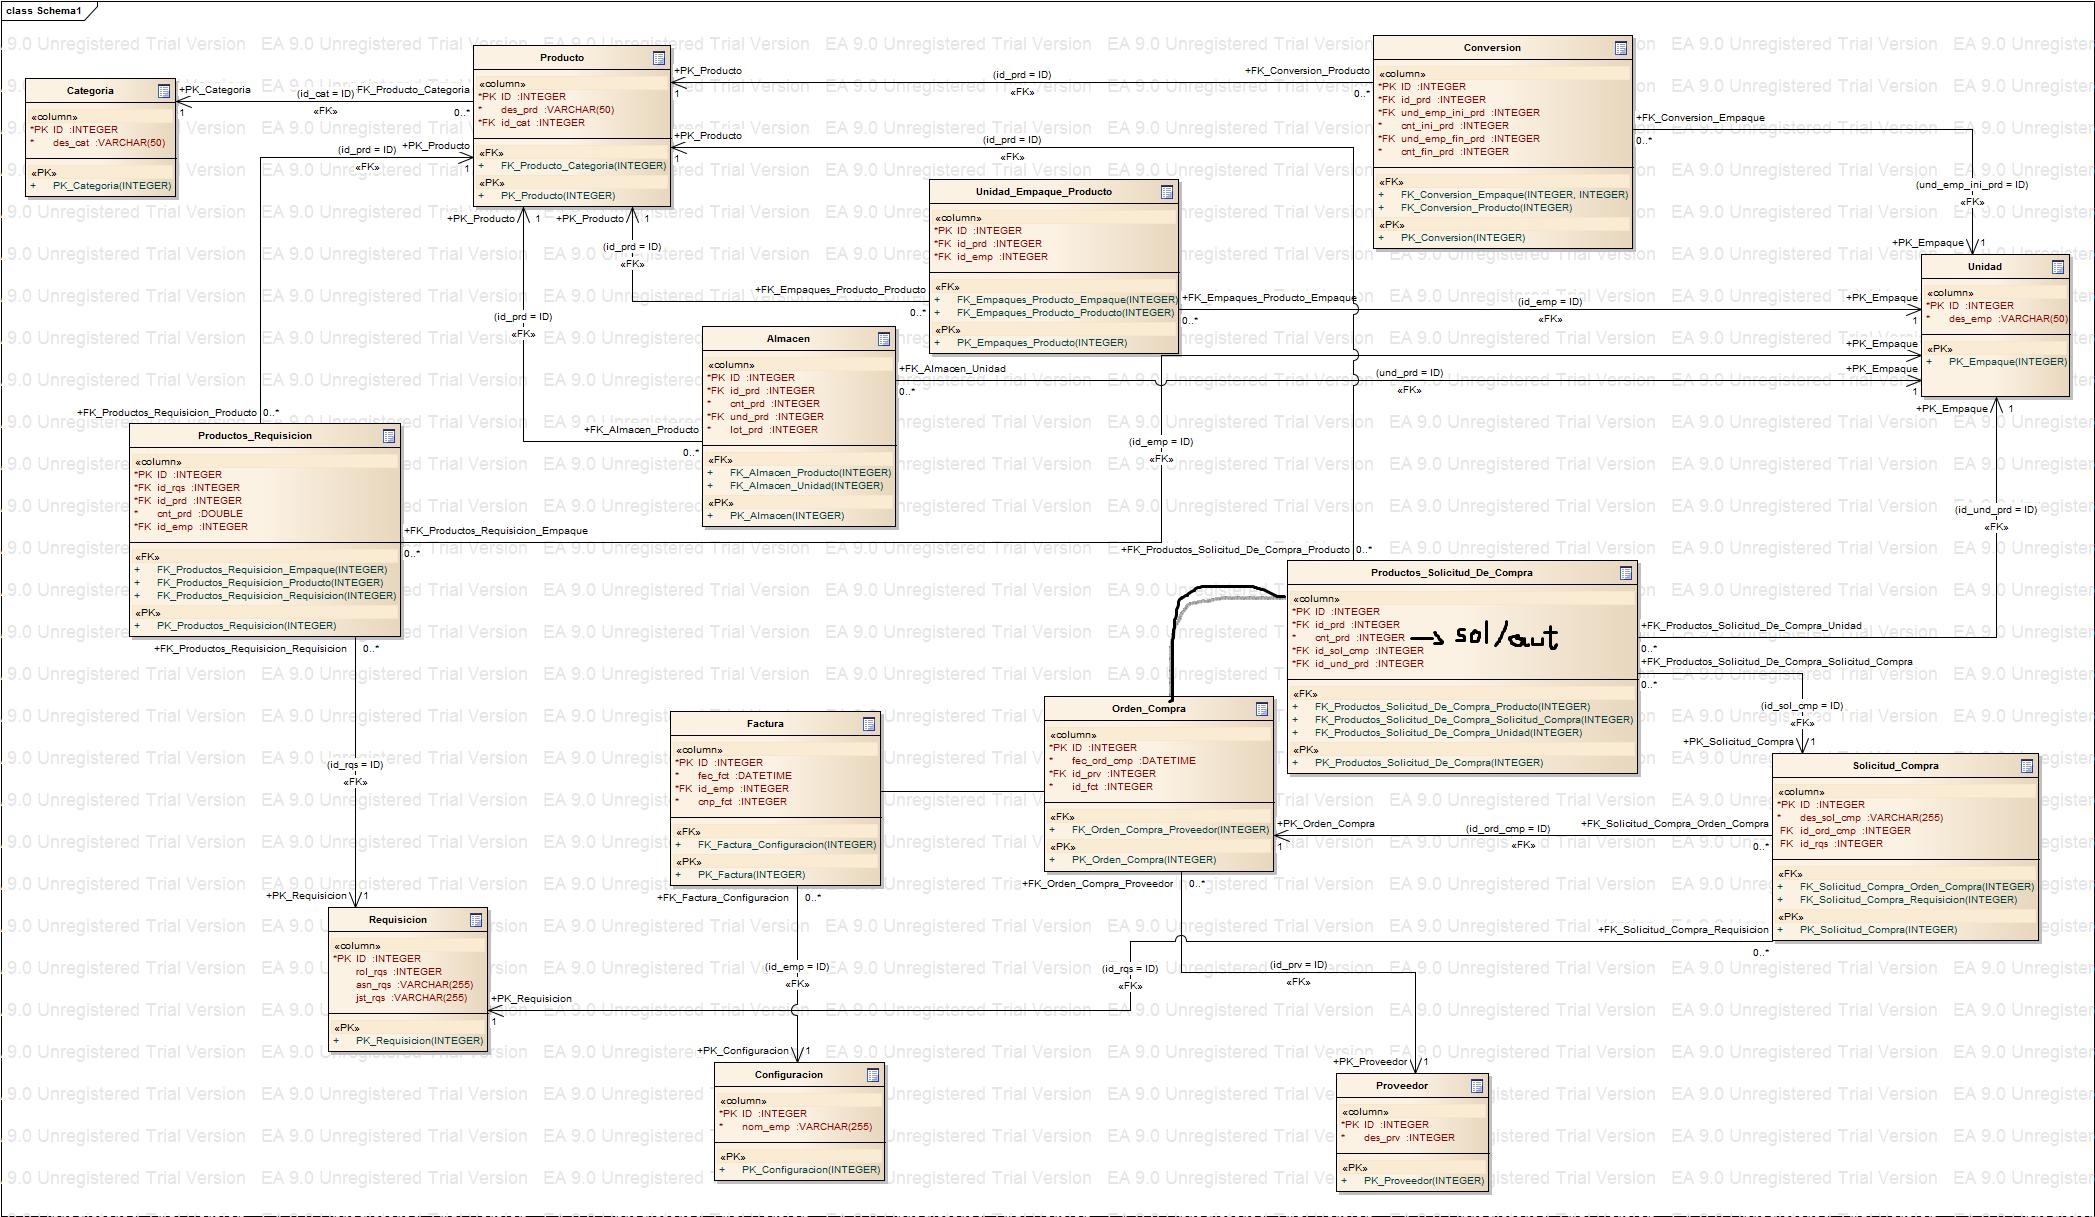 class Schema1
EA 9.0 Unregistered Trial Version
Categoria
«column»
*PK ID :INTEGER
* des_cat :VARCHAR(50)
«PK»
+ PK_Categoria(INTEGER)
+PK_Categoria
1
(id_cat = ID)
«FK»
FK_Producto_Categoria
0..*
Producto
«column»
*PK ID :INTEGER
* des_prd :VARCHAR(50)
*FK id_cat :INTEGER
«FK»
+ FK_Producto_Categoria(INTEGER)
«PK»
+ PK_Producto(INTEGER)
+PK_Producto
1
(id_prd = ID)
«FK»
+FK_Conversion_Producto
0..*
+PK_Producto
1
(id_prd = ID)
«FK»
(id_prd = ID)
«FK»
+PK_Producto
1
+PK_Producto
1
+PK_Producto
1
(id_prd = ID)
«FK»
(id_prd = ID)
«FK»
Conversion
«column»
*PK ID :INTEGER
*FK id_prd :INTEGER
*FK und_emp_ini_prd :INTEGER
* cnt_ini_prd :INTEGER
*FK und_emp_fin_prd :INTEGER
* cnt_fin_prd :INTEGER
«FK»
+ FK_Conversion_Empaque(INTEGER, INTEGER)
+ FK_Conversion_Producto(INTEGER)
«PK»
+ PK_Conversion(INTEGER)
+FK_Conversion_Empaque
0..*
(und_emp_ini_prd = ID)
«FK»
+PK_Empaque
1
Unidad_Empaque_Producto
«column»
*PK ID :INTEGER
*FK id_prd :INTEGER
*FK id_emp :INTEGER
«FK»
+ FK_Empaques_Producto_Empaque(INTEGER)
+ FK_Empaques_Producto_Producto(INTEGER)
«PK»
+ PK_Empaques_Producto(INTEGER)
+FK_Empaques_Producto_Producto
0..*
+FK_Empaques_Producto_Empaque
0..*
(id_emp = ID)
«FK»
+PK_Empaque
1
Unidad
«column»
*PK ID :INTEGER
* des_emp :VARCHAR(50)
«PK»
+ PK_Empaque(INTEGER)
+PK_Empaque
1
+PK_Empaque
1
+PK_Empaque
1
Almacen
«column»
*PK ID :INTEGER
*FK id_prd :INTEGER
* cnt_prd :INTEGER
*FK und_prd :INTEGER
* lot_prd :INTEGER
«FK»
+ FK_Almacen_Producto(INTEGER)
+ FK_Almacen_Unidad(INTEGER)
«PK»
+ PK_Almacen(INTEGER)
+FK_Almacen_Unidad
0..*
(und_prd = ID)
«FK»
+FK_Almacen_Producto
0..*
+FK_Productos_Requisicion_Producto
0..*
Productos_Requisicion
«column»
*PK ID :INTEGER
*FK id_rqs :INTEGER
*FK id_prd :INTEGER
* cnt_prd :DOUBLE
*FK id_emp :INTEGER
«FK»
+ FK_Productos_Requisicion_Empaque(INTEGER)
+ FK_Productos_Requisicion_Producto(INTEGER)
+ FK_Productos_Requisicion_Requisicion(INTEGER)
«PK»
+ PK_Productos_Requisicion(INTEGER)
+FK_Productos_Requisicion_Empaque
0..*
(id_emp = ID)
«FK»
+FK_Productos_Requisicion_Requisicion
0..*
(id_rqs = ID)
«FK»
+PK_Requisicion
1
+FK_Productos_Solicitud_De_Compra_Producto
0..*
Productos_Solicitud_De_Compra
«column»
*PK ID :INTEGER
*FK id_prd :INTEGER
* cnt_prd :INTEGER → sol/aut
*FK id_sol_cmp :INTEGER
*FK id_und_prd :INTEGER
«FK»
+ FK_Productos_Solicitud_De_Compra_Producto(INTEGER)
+ FK_Productos_Solicitud_De_Compra_Solicitud_Compra(INTEGER)
+ FK_Productos_Solicitud_De_Compra_Unidad(INTEGER)
«PK»
+ PK_Productos_Solicitud_De_Compra(INTEGER)
(id_und_prd = ID)
«FK»
+FK_Productos_Solicitud_De_Compra_Unidad
0..*
+FK_Productos_Solicitud_De_Compra_Solicitud_Compra
0..*
(id_sol_cmp = ID)
«FK»
+PK_Solicitud_Compra
1
Factura
«column»
*PK ID :INTEGER
* fec_fct :DATETIME
*FK id_emp :INTEGER
* cnp_fct :INTEGER
«FK»
+ FK_Factura_Configuracion(INTEGER)
«PK»
+ PK_Factura(INTEGER)
+FK_Factura_Configuracion
0..*
(id_emp = ID)
«FK»
+PK_Configuracion
1
Orden_Compra
«column»
*PK ID :INTEGER
* fec_ord_cmp :DATETIME
*FK id_prv :INTEGER
* id_fct :INTEGER
«FK»
+ FK_Orden_Compra_Proveedor(INTEGER)
«PK»
+ PK_Orden_Compra(INTEGER)
+PK_Orden_Compra
1
(id_ord_cmp = ID)
«FK»
+FK_Solicitud_Compra_Orden_Compra
0..*
+FK_Orden_Compra_Proveedor
0..*
Solicitud_Compra
«column»
*PK ID :INTEGER
* des_sol_cmp :VARCHAR(255)
FK id_ord_cmp :INTEGER
FK id_rqs :INTEGER
«FK»
+ FK_Solicitud_Compra_Orden_Compra(INTEGER)
+ FK_Solicitud_Compra_Requisicion(INTEGER)
«PK»
+ PK_Solicitud_Compra(INTEGER)
+FK_Solicitud_Compra_Requisicion
0..*
(id_rqs = ID)
«FK»
(id_prv = ID)
«FK»
+PK_Requisicion
1
Requisicion
«column»
*PK ID :INTEGER
rol_rqs :INTEGER
asn_rqs :VARCHAR(255)
jst_rqs :VARCHAR(255)
«PK»
+ PK_Requisicion(INTEGER)
Configuracion
«column»
*PK ID :INTEGER
* nom_emp :VARCHAR(255)
«PK»
+ PK_Configuracion(INTEGER)
+PK_Proveedor
1
Proveedor
«column»
*PK ID :INTEGER
* des_prv :INTEGER
«PK»
+ PK_Proveedor(INTEGER)